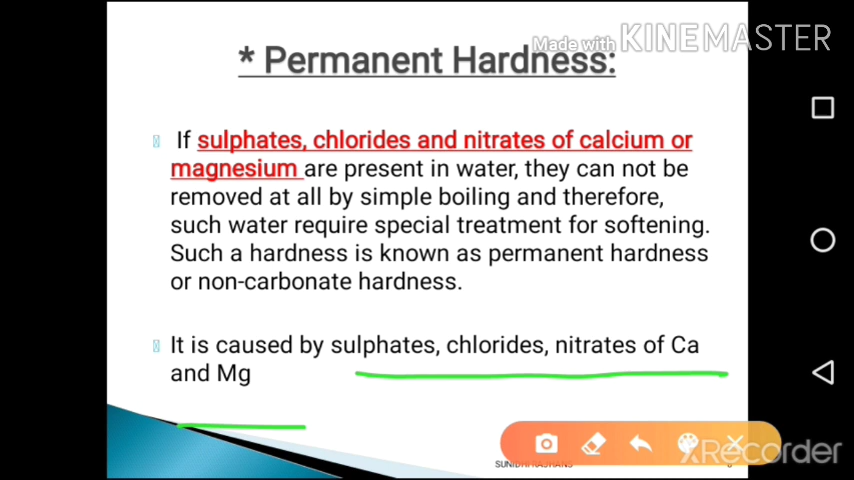 Made with KINEMASTER
* Permanent Hardness:
If sulphates, chlorides and nitrates of calcium or
magnesium are present in water, they can not be
removed at all by simple boiling and therefore,
such water require special treatment for softening.
Such a hardness is known as permanent hardness
or non-carbonate hardness.
It is caused by sulphates, chlorides, nitrates of Ca
and Mg
XRecorder